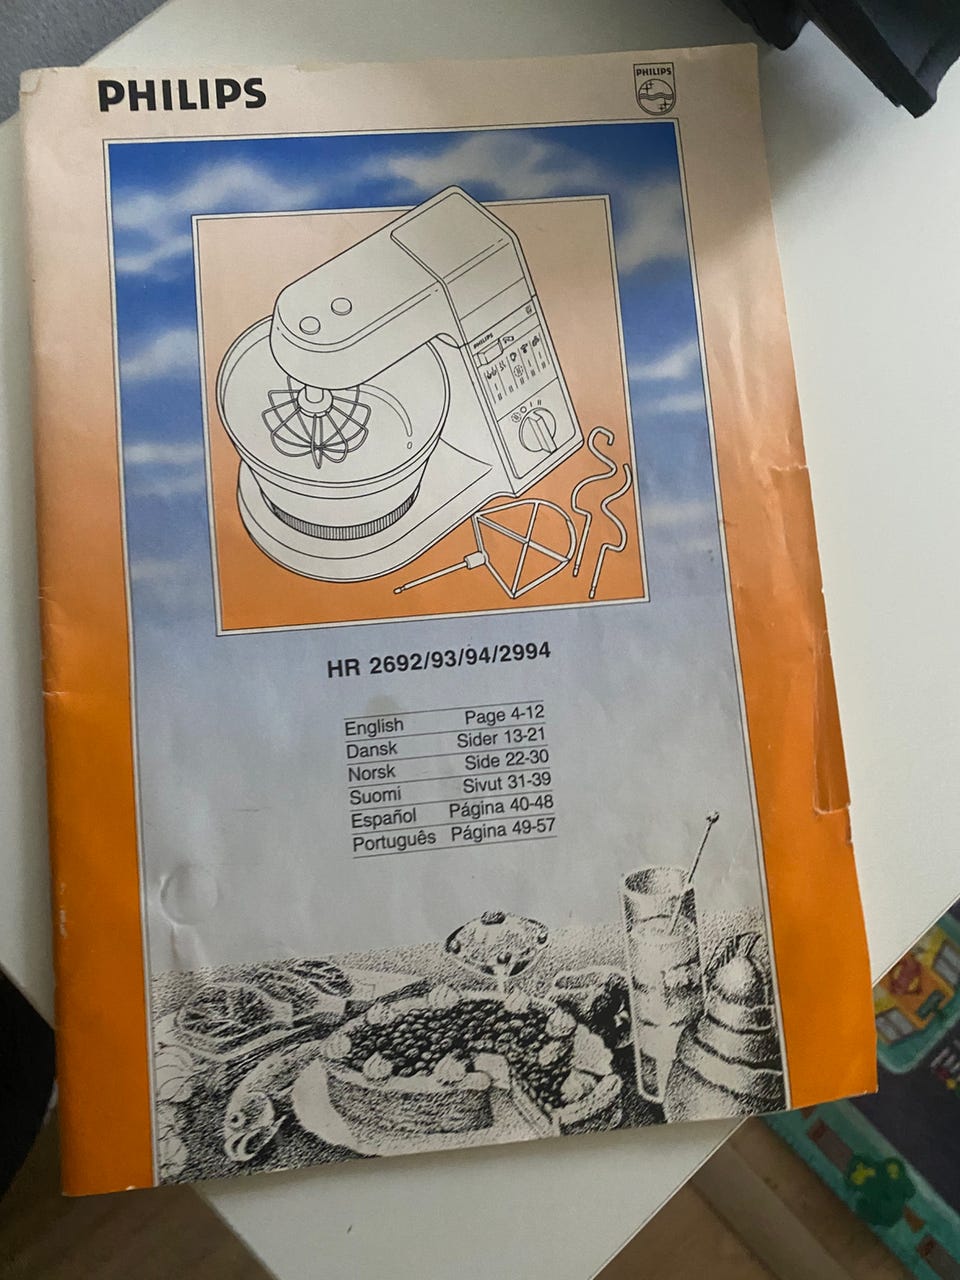 PHILIPS
PHILIPS
PHILIPS
HR 2692/93/94/2994
English Page 4-12
Dansk Sider 13-21
Norsk Side 22-30
Suomi Sivut 31-39
Español Página 40-48
Português Página 49-57